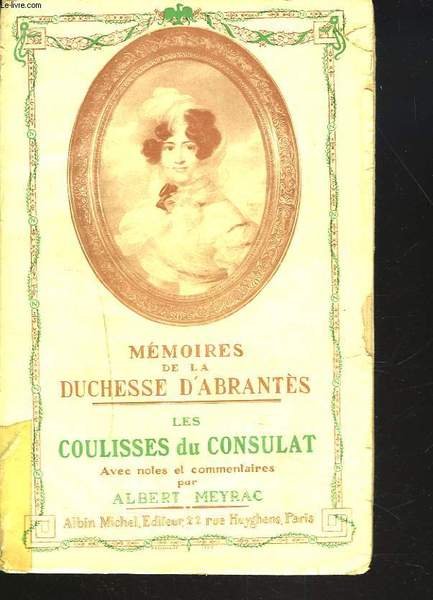 Le-livre.com
MÉMOIRES
DE LA
DUCHESSE D'ABRANTÈS
LES
COULISSES du CONSULAT
Avec notes et commentaires
par
ALBERT MEYRAC
Albin Michel, Editeur, 22 rue Huyghens, Paris